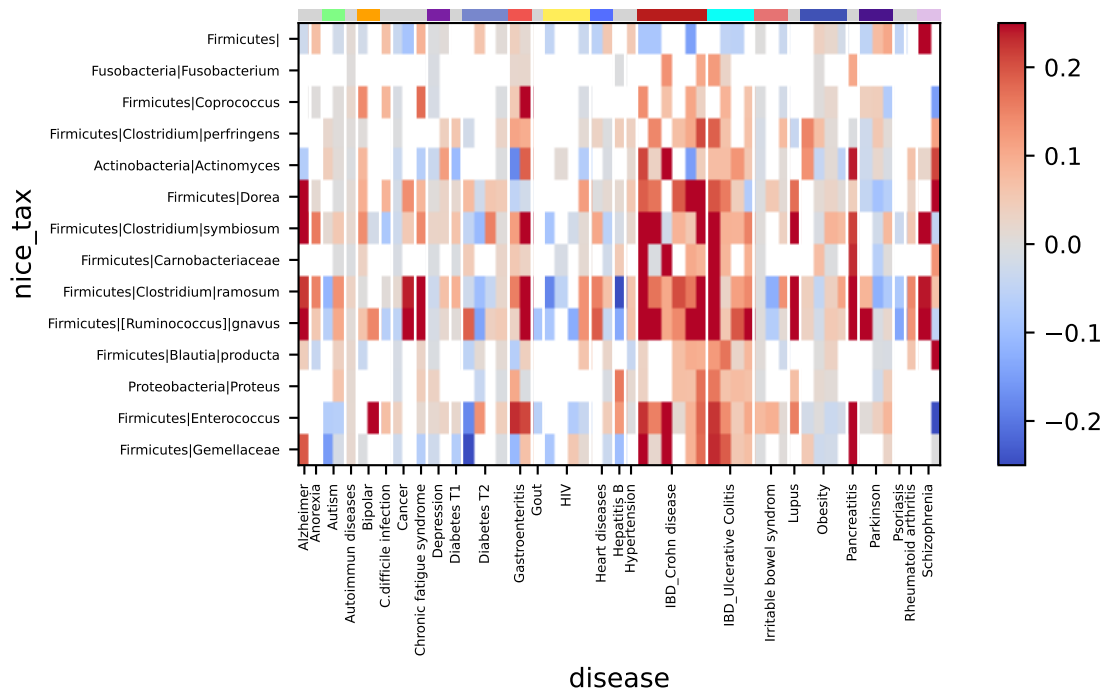 Firmicutes|
Fusobacteria|Fusobacterium
Firmicutes|Coprococcus
Firmicutes|Clostridium|perfringens
Actinobacteria|Actinomyces
Firmicutes|Dorea
Firmicutes|Clostridium|symbiosum
Firmicutes|Carnobacteriaceae
Firmicutes|Clostridium|ramosum
Firmicutes|[Ruminococcus]|gnavus
Firmicutes|Blautia|producta
Proteobacteria|Proteus
Firmicutes|Enterococcus
Firmicutes|Gemellaceae
nice_tax
Alzheimer
Anorexia
Autism
Autoimmun diseases
Bipolar
C.difficile infection
Cancer
Chronic fatigue syndrome
Depression
Diabetes T1
Diabetes T2
Gastroenteritis
Gout
HIV
Heart diseases
Hepatitis B
Hypertension
IBD_Crohn disease
IBD_Ulcerative Colitis
Irritable bowel syndrom
Lupus
Obesity
Pancreatitis
Parkinson
Psoriasis
Rheumatoid arthritis
Schizophrenia
disease
0.2
0.1
0.0
−0.1
−0.2